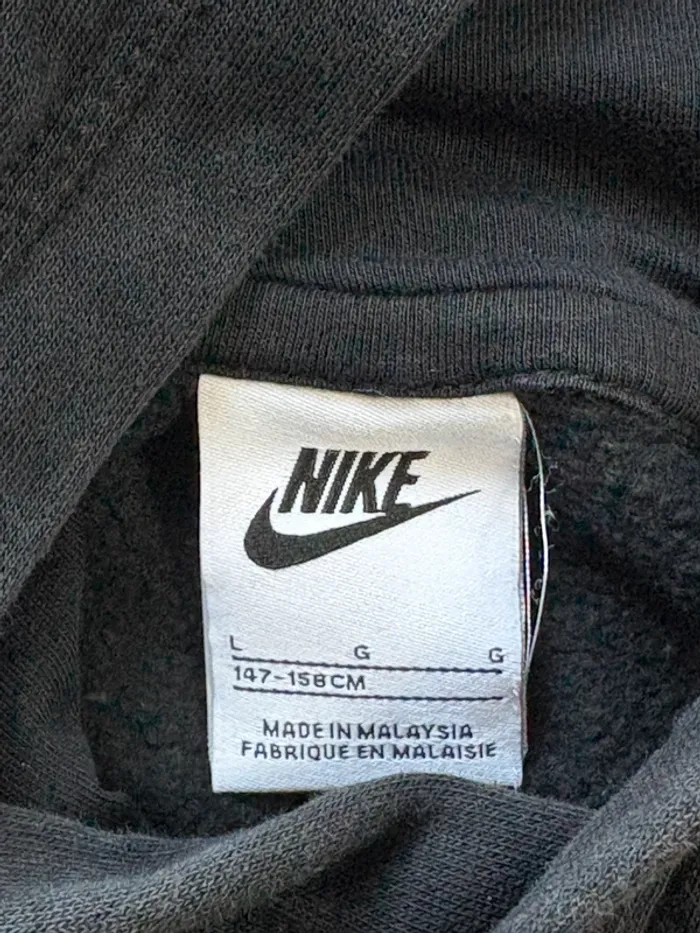 NIKE
L G G
147-158CM
MADE IN MALAYSIA
FABRIQUE EN MALAISIE